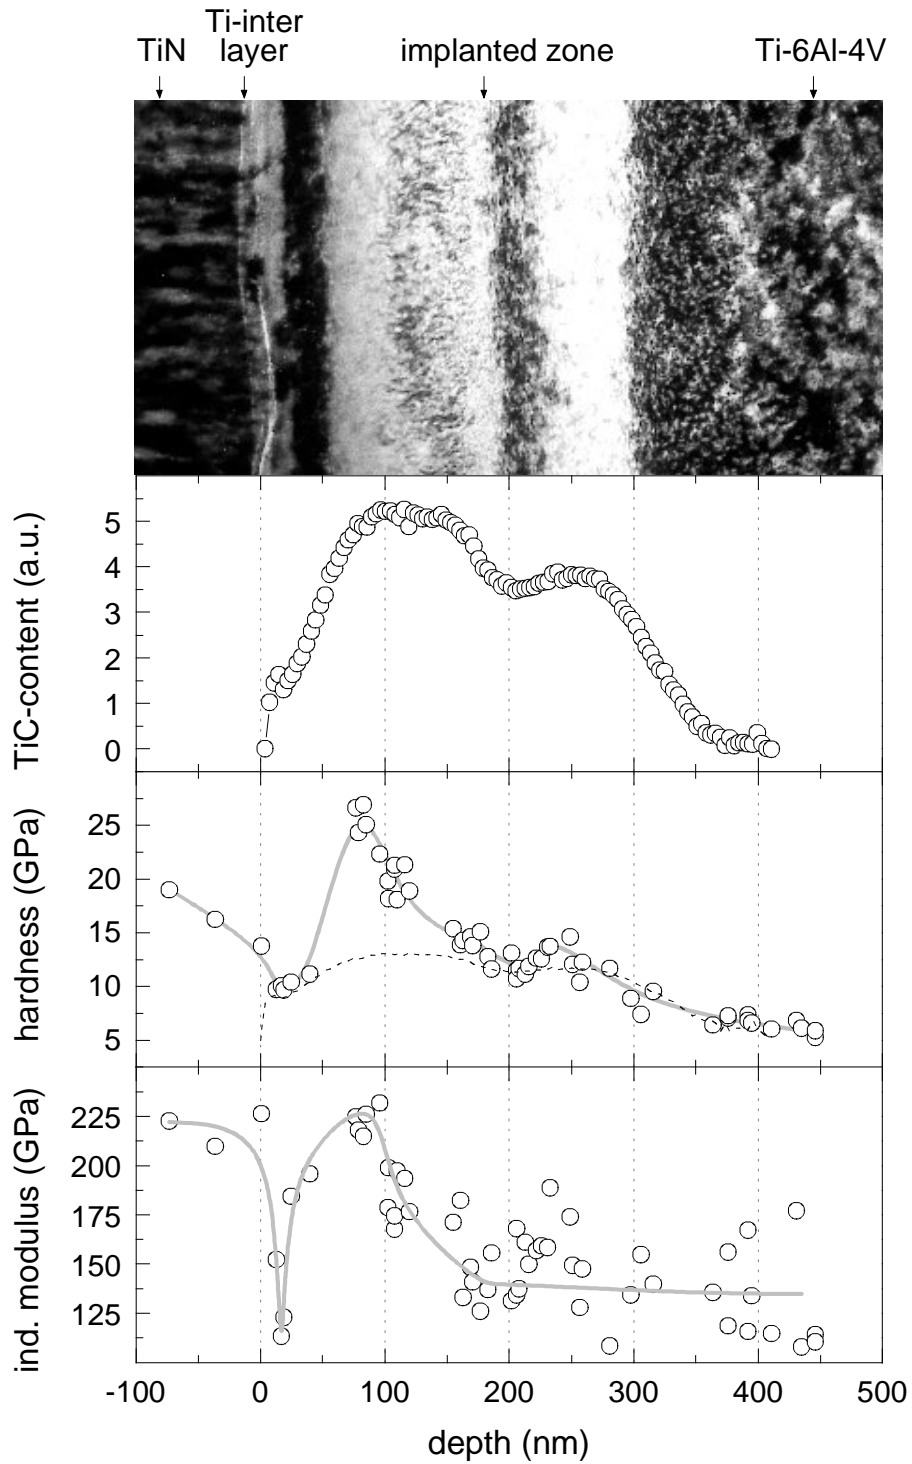 Ti-inter
TiN layer implanted zone Ti-6Al-4V
TiC-content (a.u.)
5
4
3
2
1
0
hardness (GPa)
25
20
15
10
5
ind. modulus (GPa)
225
200
175
150
125
-100 0 100 200 300 400 500
depth (nm)